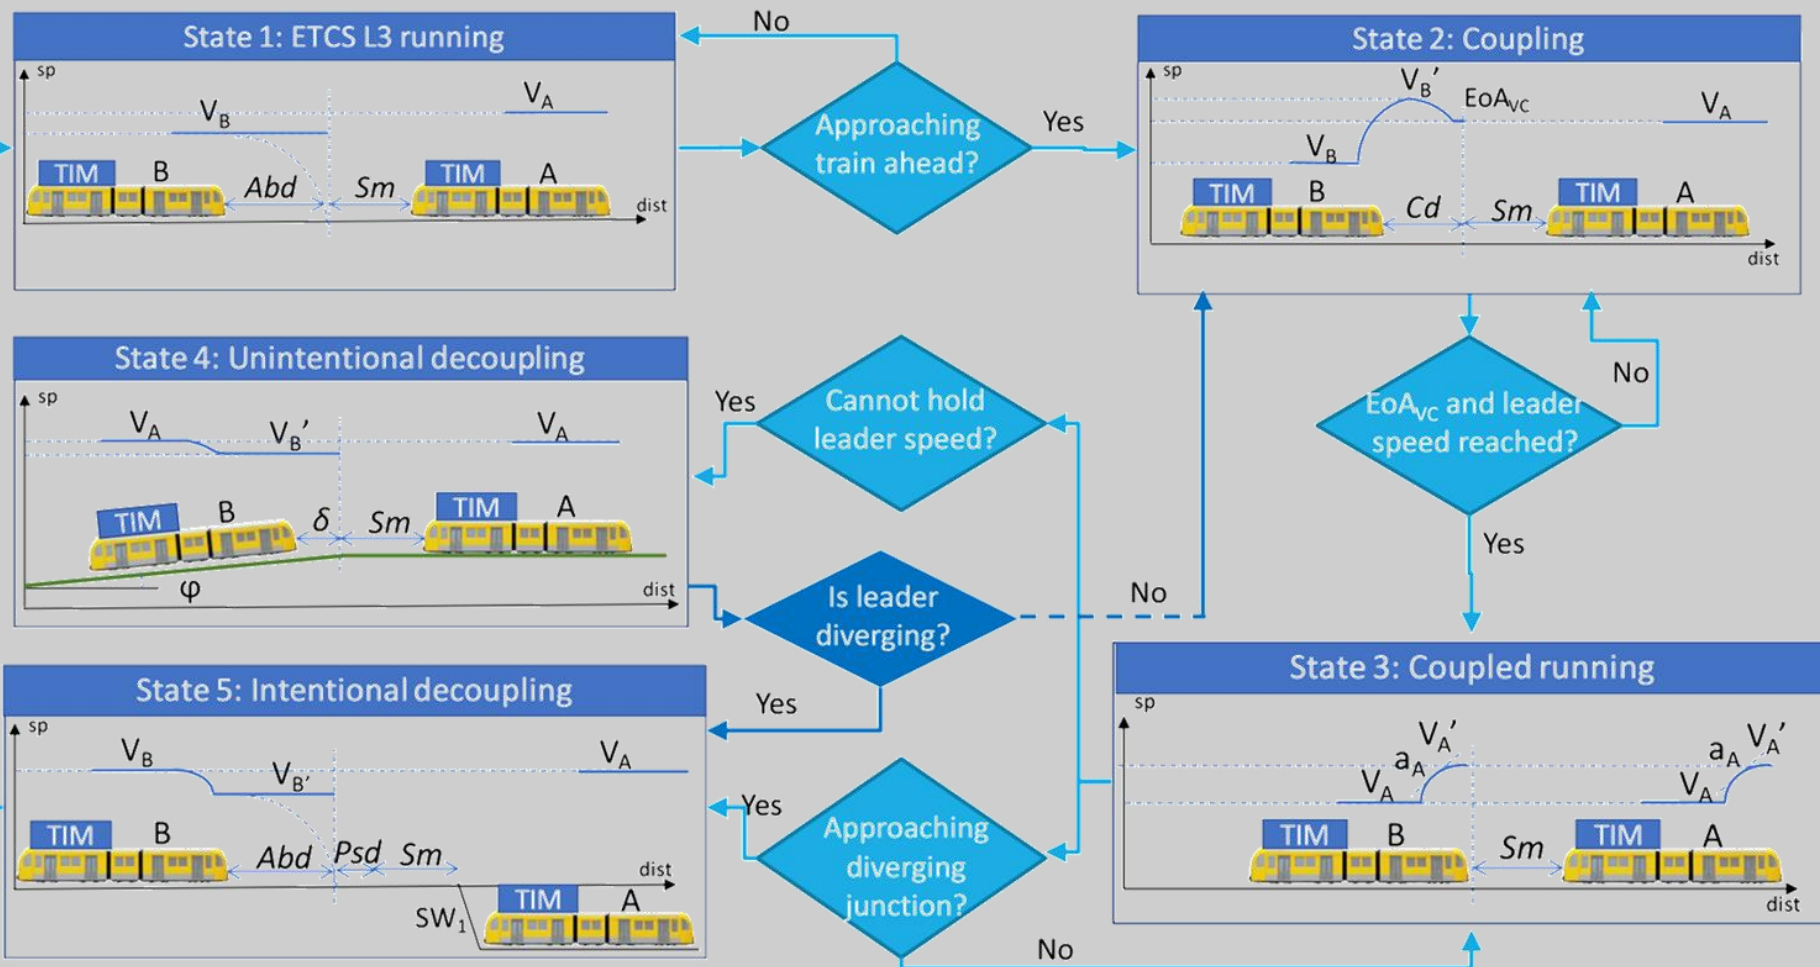 State 1: ETCS L3 running
sp
V_B
V_A
TIM
B
Abd
Sm
TIM
A
dist
No
Approaching
train ahead?
Yes
State 2: Coupling
sp
V_B'
EoA_VC
V_A
V_B
TIM
B
Cd
Sm
TIM
A
dist
EoA_VC and leader
speed reached?
No
Yes
State 4: Unintentional decoupling
sp
V_A
V_B'
V_A
TIM
B
δ
Sm
TIM
A
φ
dist
Yes
Cannot hold
leader speed?
Is leader
diverging?
No
Yes
State 5: Intentional decoupling
sp
V_B
V_B'
V_A
TIM
B
Abd
Psd
Sm
dist
SW_1
TIM
A
Yes
Approaching
diverging
junction?
No
State 3: Coupled running
sp
V_A'
a_A
V_A
V_A'
a_A
V_A
TIM
B
Sm
TIM
A
dist